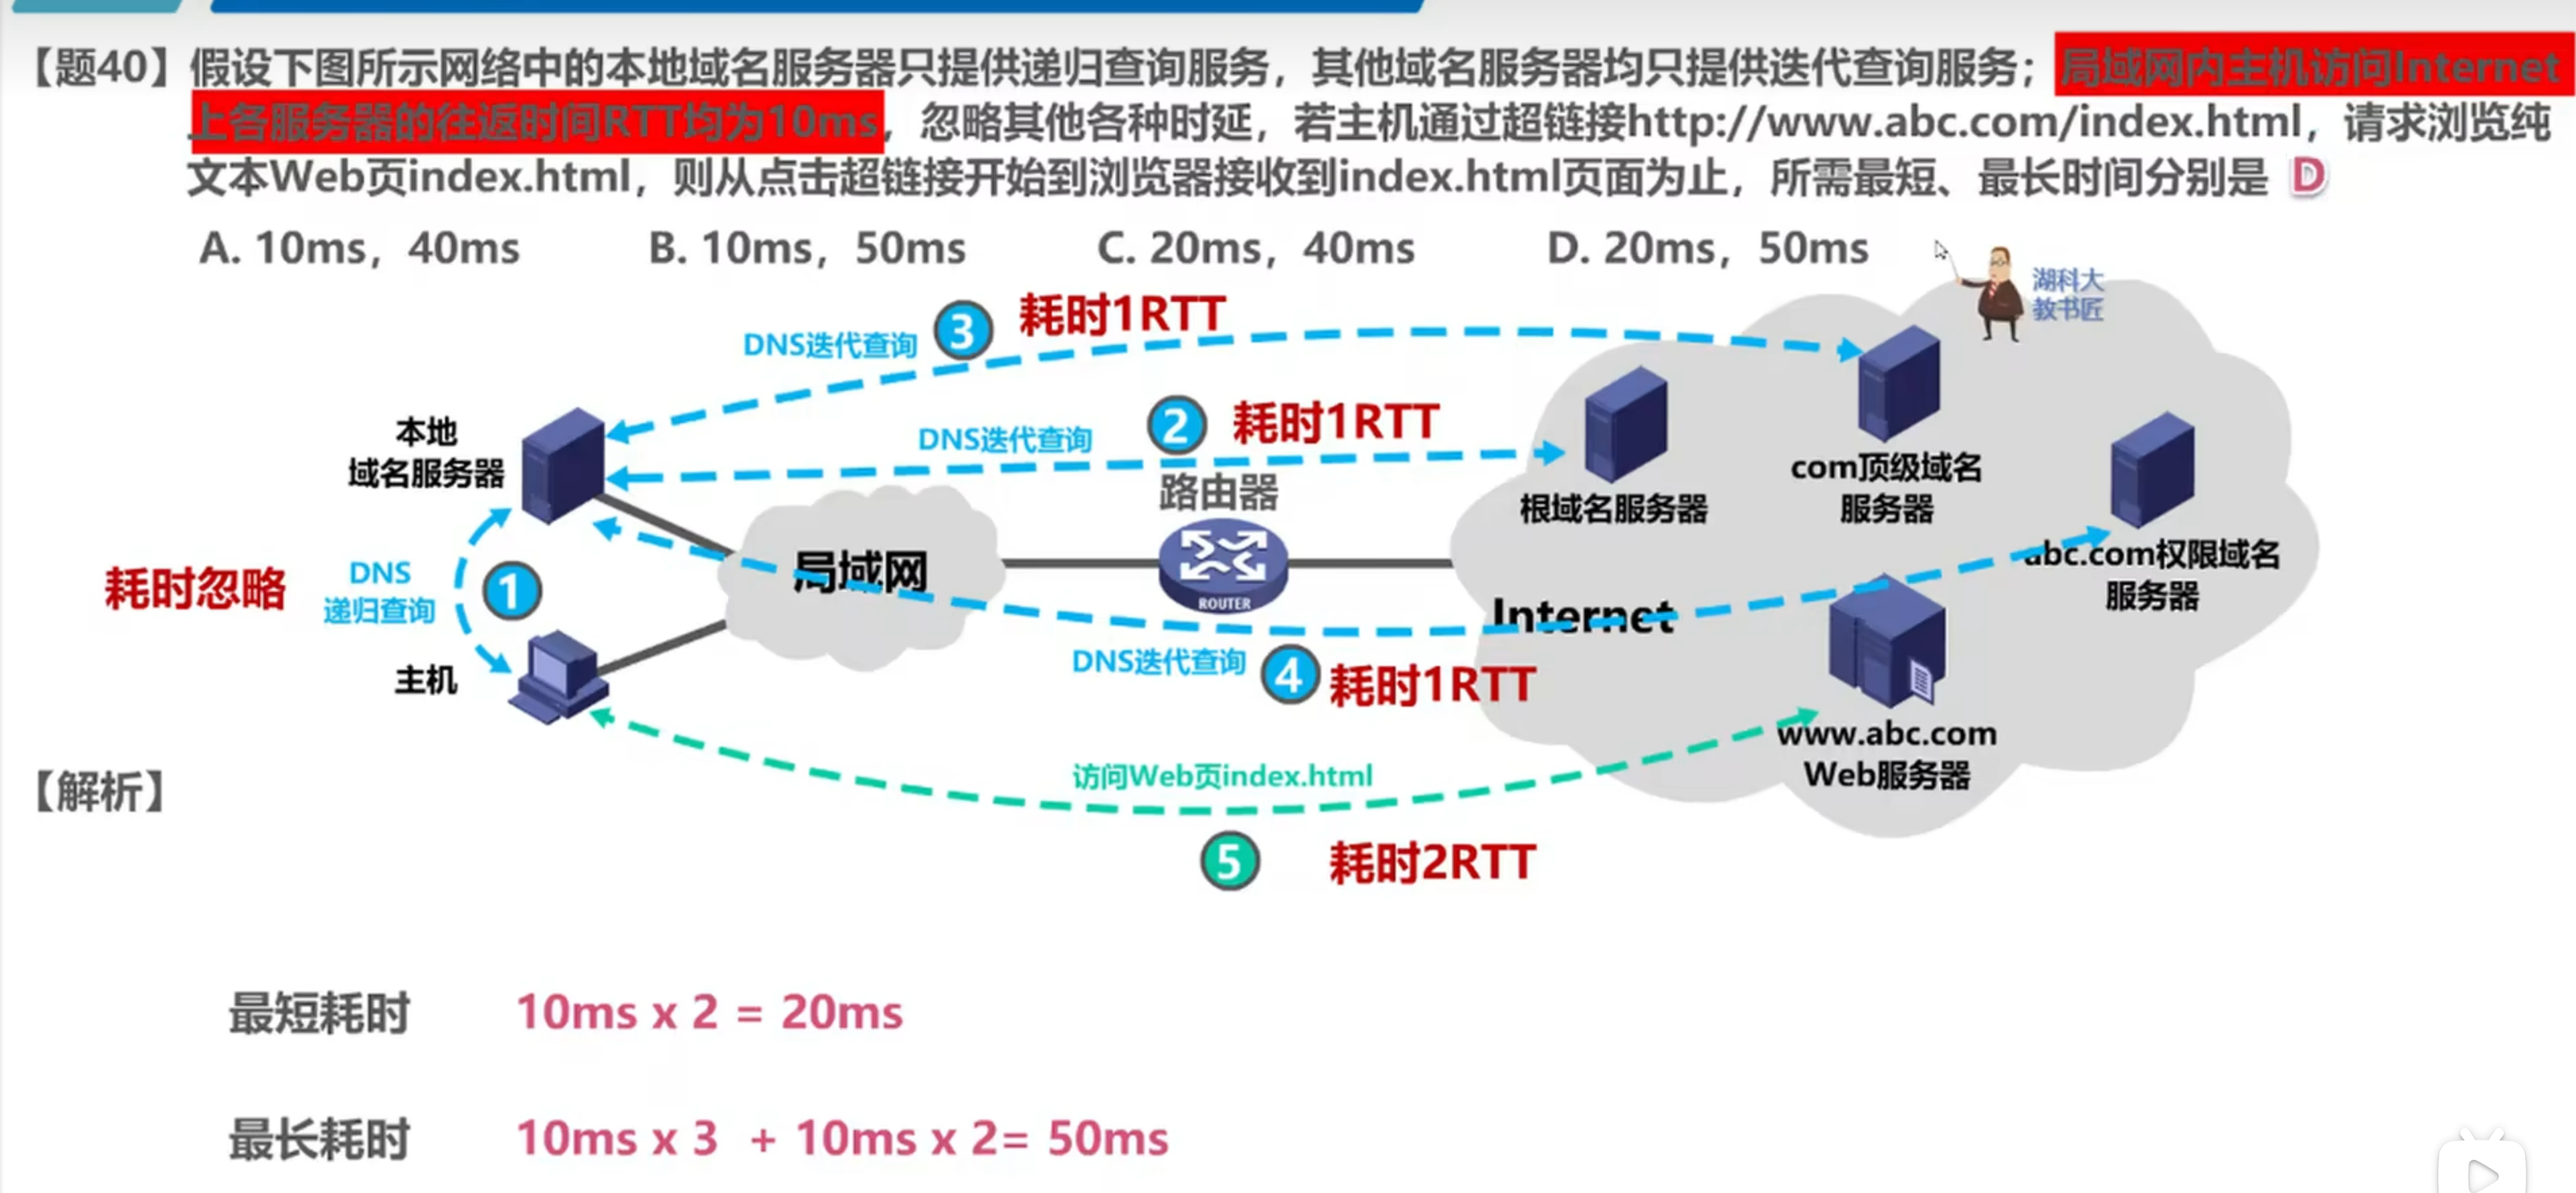 【题40】假设下图所示网络中的本地域名服务器只提供递归查询服务，其他域名服务器均只提供迭代查询服务；局域网内主机访问Internet
上各服务器的往返时间RTT均为10ms，忽略其他各种时延，若主机通过超链接http://www.abc.com/index.html，请求浏览纯
文本Web页index.html，则从点击超链接开始到浏览器接收到index.html页面为止，所需最短、最长时间分别是 D
A. 10ms，40ms
B. 10ms，50ms
C. 20ms，40ms
D. 20ms，50ms
湖科大
教书匠
DNS迭代查询
3
耗时1RTT
DNS迭代查询
2
耗时1RTT
本地
域名服务器
路由器
ROUTER
根域名服务器
com顶级域名
服务器
abc.com权限域名
服务器
耗时忽略
DNS
递归查询
1
局域网
Internet
主机
DNS迭代查询
4
耗时1RTT
www.abc.com
Web服务器
访问Web页index.html
5
耗时2RTT
【解析】
最短耗时 10ms x 2 = 20ms
最长耗时 10ms x 3 + 10ms x 2= 50ms